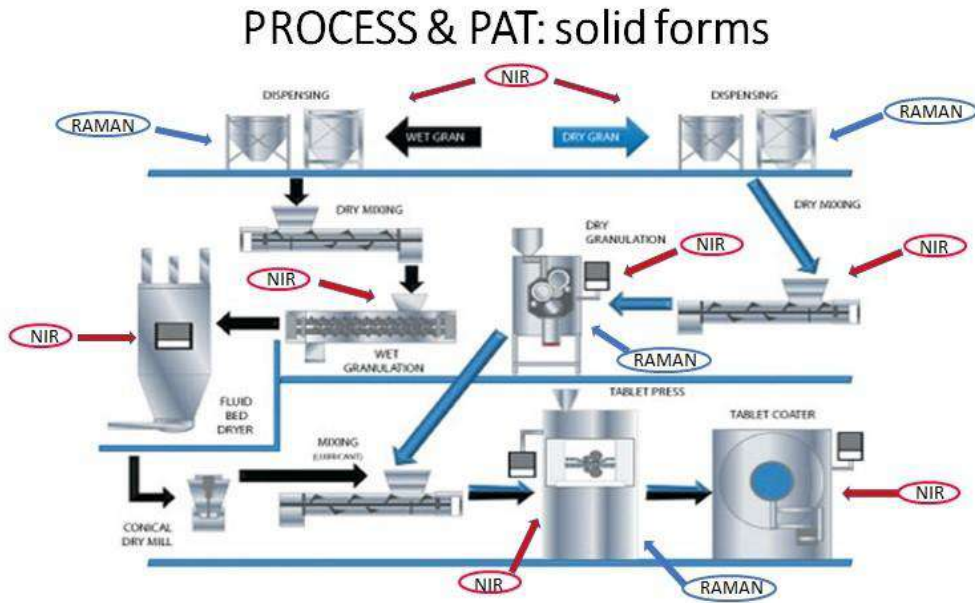 PROCESS & PAT: solid forms
NIR
DISPENSING
DISPENSING
RAMAN
RAMAN
WET GRAN
DRY GRAN
DRY MIXING
DRY MIXING
DRY
GRANULATION
NIR
NIR
NIR
NIR
WET
GRANULATION
RAMAN
FLUID
BED
DRYER
TABLET PRESS
TABLET COATER
MIXING
(LUBRICANT)
NIR
CONICAL
DRY MILL
NIR
RAMAN